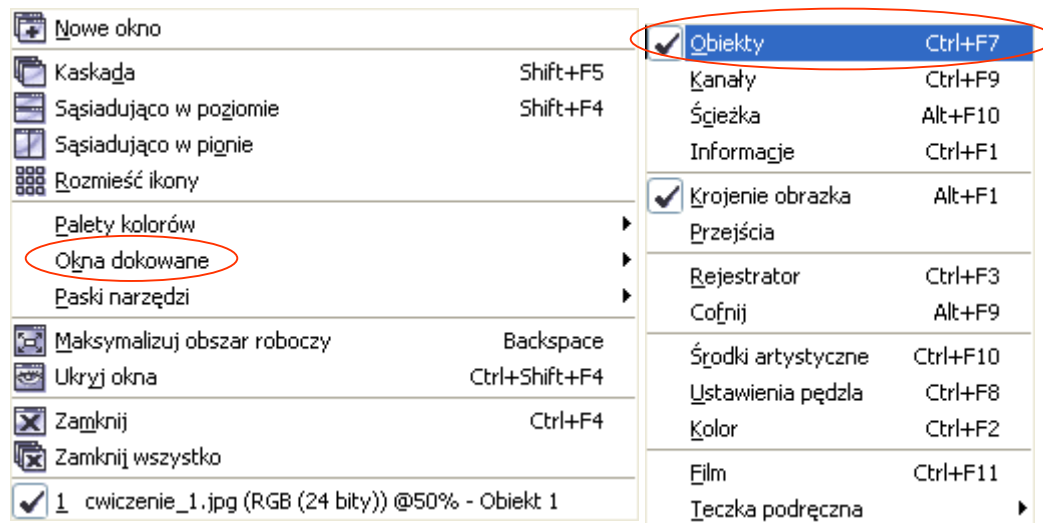 Nowe okno
Kaskada Shift+F5
Sąsiadująco w poziomie Shift+F4
Sąsiadująco w pionie
Rozmieść ikony
Palety kolorów
Okna dokowane
Paski narzędzi
Maksymalizuj obszar roboczy Backspace
Ukryj okna Ctrl+Shift+F4
Zamknij Ctrl+F4
Zamknij wszystko
1 cwiczenie_1.jpg (RGB (24 bity)) @50% - Obiekt 1
Obiekty Ctrl+F7
Kanały Ctrl+F9
Ścieżka Alt+F10
Informacje Ctrl+F1
Krojenie obrazka Alt+F1
Przejścia
Rejestrator Ctrl+F3
Cofnij Alt+F9
Środki artystyczne Ctrl+F10
Ustawienia pędzla Ctrl+F8
Kolor Ctrl+F2
Film Ctrl+F11
Teczka podręczna